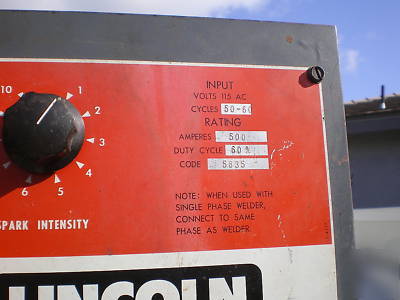 INPUT
VOLTS 115 AC
CYCLES 50-60
RATING
AMPERES 500
DUTY CYCLE 60%
CODE 5835
NOTE: WHEN USED WITH
SINGLE PHASE WELDER,
CONNECT TO SAME
PHASE AS WELDER.
10
1
2
3
4
5
6
SPARK INTENSITY
LINCOLN